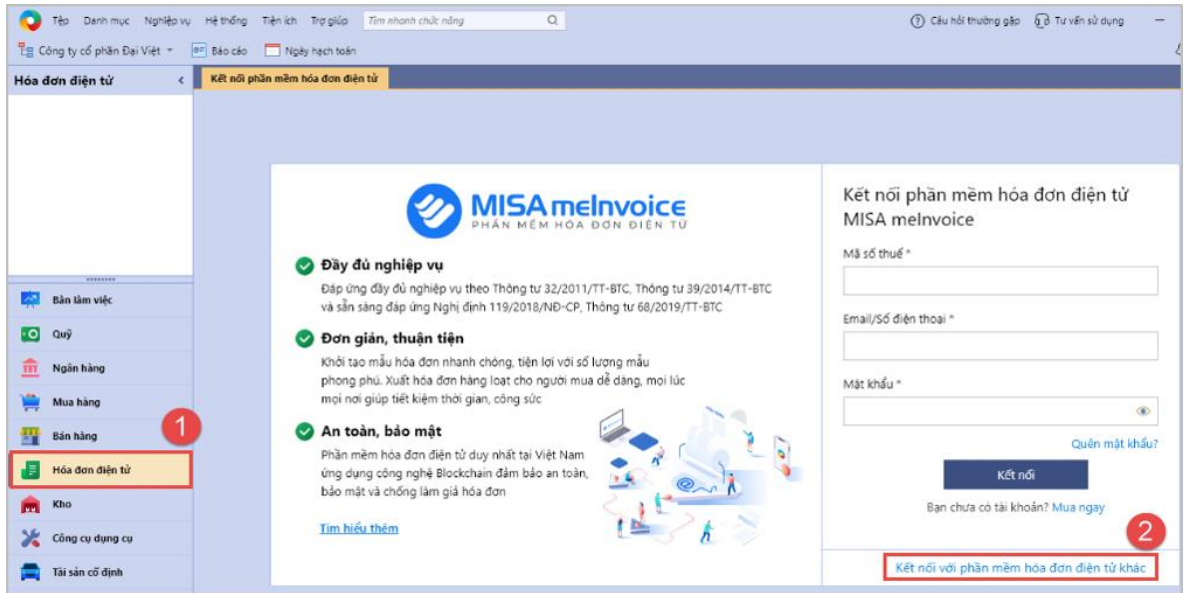 Tệp Danh mục Nghiệp vụ Hệ thống Tiện ích Trợ giúp Tìm nhanh chức năng Câu hỏi thường gặp Tư vấn sử dụng
Công ty cổ phần Đại Việt Báo cáo Ngày hạch toán
Hóa đơn điện tử
Kết nối phần mềm hóa đơn điện tử
Bàn làm việc
Quỹ
Ngân hàng
Mua hàng
Bán hàng
1
Hóa đơn điện tử
Kho
Công cụ dụng cụ
Tài sản cố định
MISA meInvoice
PHẦN MỀM HÓA ĐƠN ĐIỆN TỬ
Đầy đủ nghiệp vụ
Đáp ứng đầy đủ nghiệp vụ theo Thông tư 32/2011/TT-BTC, Thông tư 39/2014/TT-BTC
và sẵn sàng đáp ứng Nghị định 119/2018/NĐ-CP, Thông tư 68/2019/TT-BTC
Đơn giản, thuận tiện
Khởi tạo mẫu hóa đơn nhanh chóng, tiện lợi với số lượng mẫu
phong phú. Xuất hóa đơn hàng loạt cho người mua dễ dàng, mọi lúc
mọi nơi giúp tiết kiệm thời gian, công sức
An toàn, bảo mật
Phần mềm hóa đơn điện tử duy nhất tại Việt Nam
ứng dụng công nghệ Blockchain đảm bảo an toàn,
bảo mật và chống làm giả hóa đơn
Tìm hiểu thêm
Kết nối phần mềm hóa đơn điện tử
MISA meInvoice
Mã số thuế *
Email/Số điện thoại *
Mật khẩu *
Quên mật khẩu?
Kết nối
Bạn chưa có tài khoản? Mua ngay
2
Kết nối với phần mềm hóa đơn điện tử khác